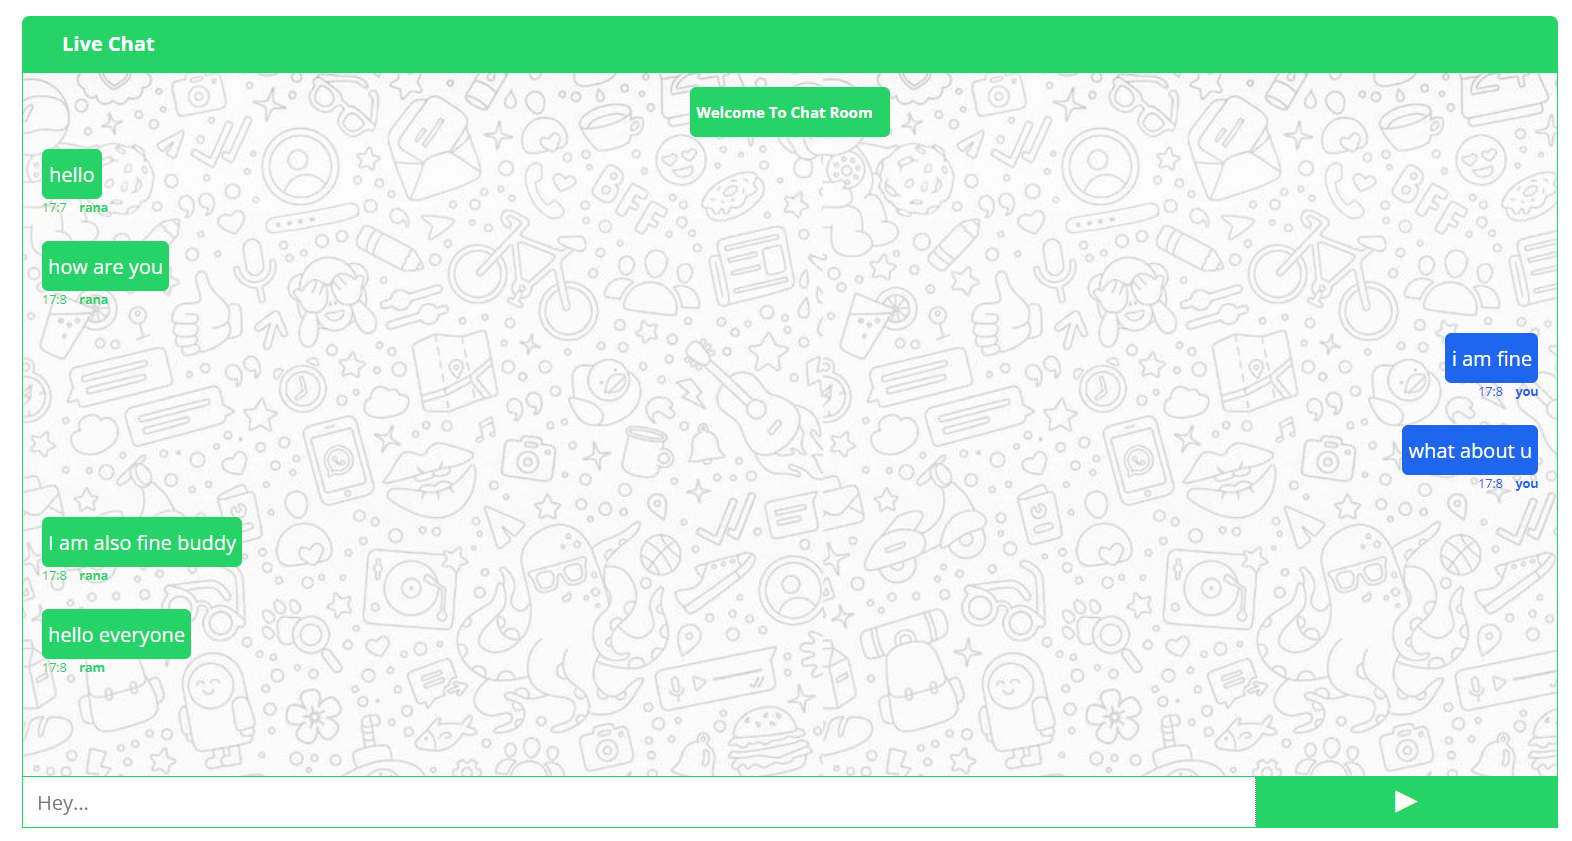 Live Chat
Welcome To Chat Room
hello
17:7 rana
how are you
17:8 rana
i am fine
17:8 you
what about u
17:8 you
I am also fine buddy
17:8 rana
hello everyone
17:8 ram
Hey...